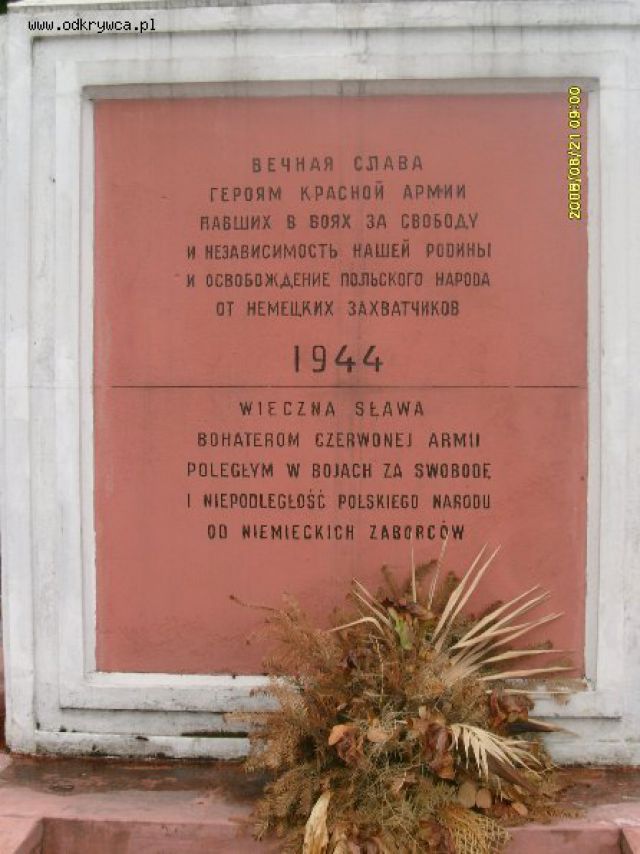 www.odkrywca.pl
2008/06/21 09:00
ВЕЧНАЯ СЛАВА
ГЕРОЯМ КРАСНОЙ АРМИИ
ПАВШИХ В БОЯХ ЗА СВОБОДУ
И НЕЗАВИСИМОСТЬ НАШЕЙ РОДИНЫ
И ОСВОБОЖДЕНИЕ ПОЛЬСКОГО НАРОДА
ОТ НЕМЕЦКИХ ЗАХВАТЧИКОВ
1944
WIECZNA SŁAWA
BOHATEROM CZERWONEJ ARMII
POLEGŁYM W BOJACH ZA SWOBODĘ
I NIEPODLEGŁOŚĆ POLSKIEGO NARODU
OD NIEMIECKICH ZABORCÓW